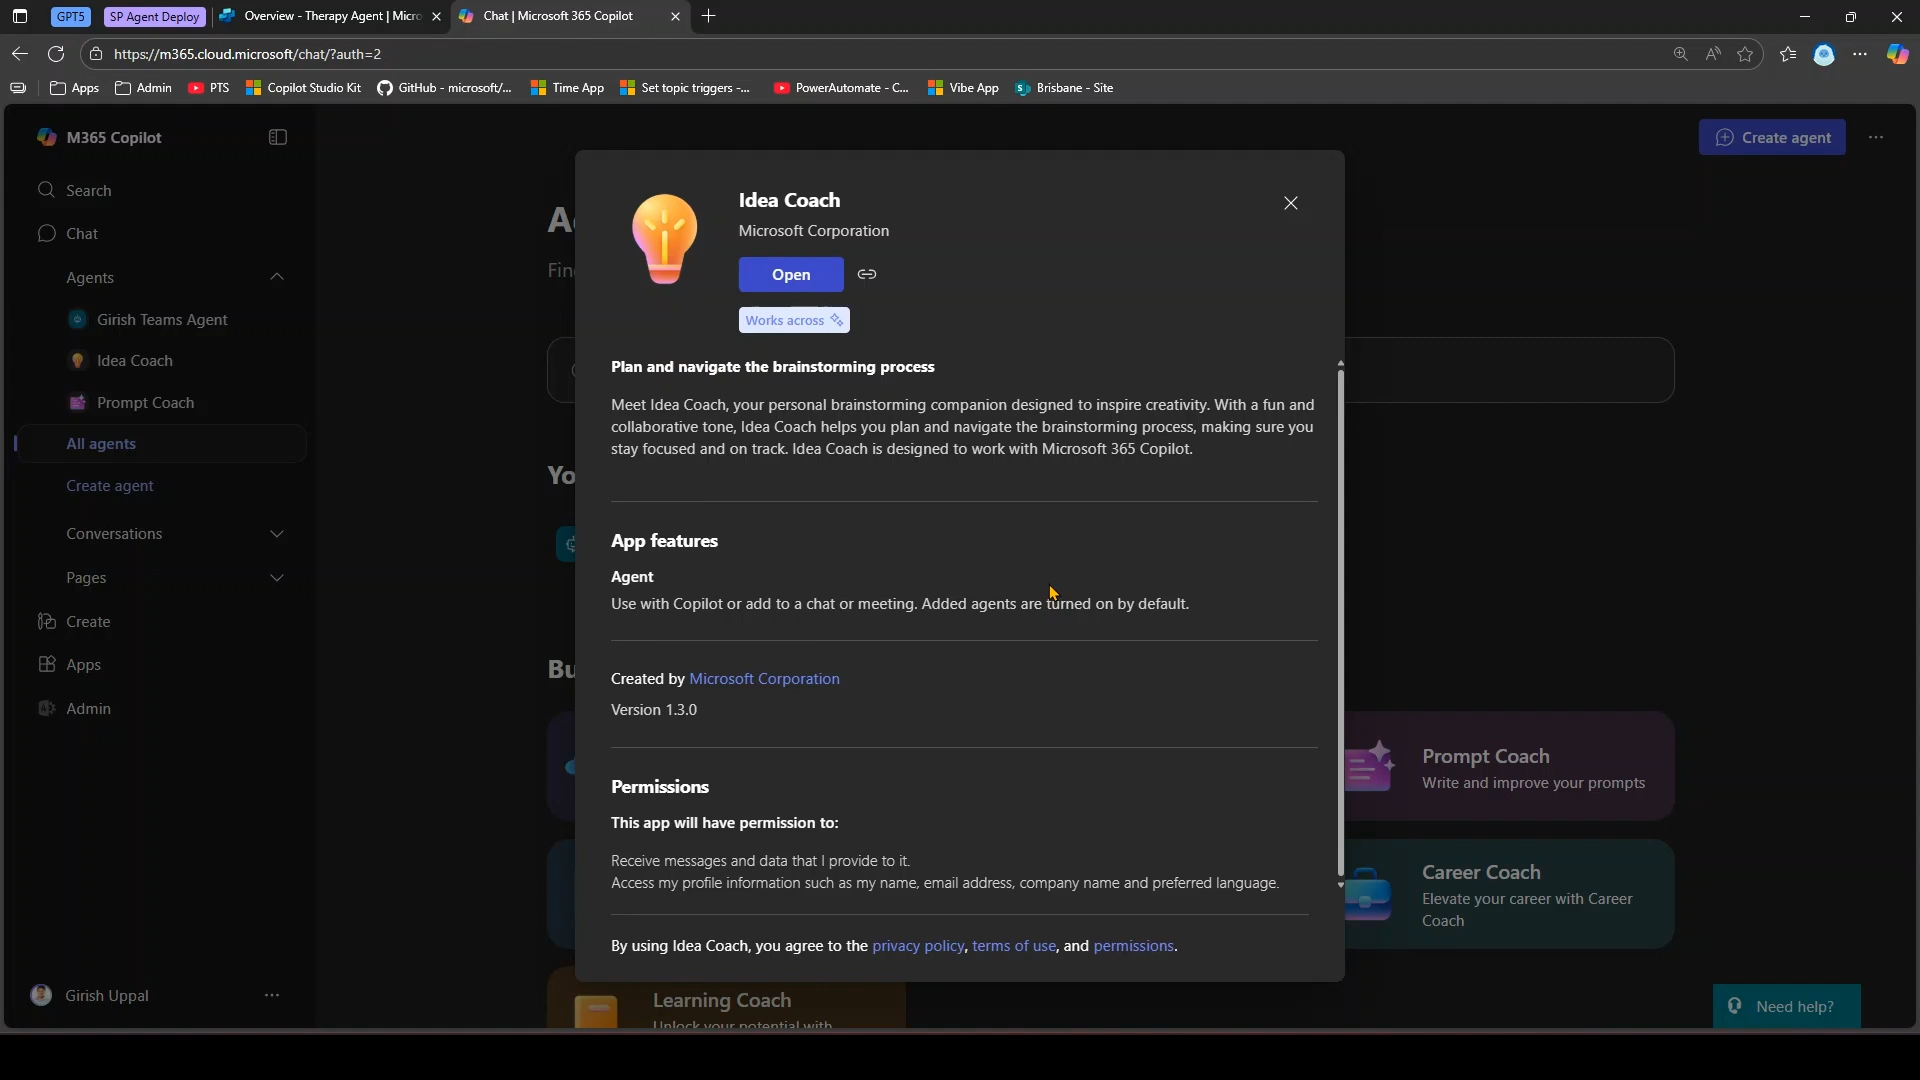 GPT5
SP Agent Deploy
Overview - Therapy Agent | Micro
Chat | Microsoft 365 Copilot
https://m365.cloud.microsoft/chat/?auth=2
Apps
Admin
PTS
Copilot Studio Kit
GitHub - microsoft/...
Time App
Set topic triggers -...
PowerAutomate - C...
Vibe App
Brisbane - Site
M365 Copilot
Create agent
Search
Chat
Agents
Girish Teams Agent
Idea Coach
Prompt Coach
All agents
Create agent
Conversations
Pages
Create
Apps
Admin
Girish Uppal
Fin
Yo
Bu
Idea Coach
Microsoft Corporation
Open
Works across
Plan and navigate the brainstorming process
Meet Idea Coach, your personal brainstorming companion designed to inspire creativity. With a fun and
collaborative tone, Idea Coach helps you plan and navigate the brainstorming process, making sure you
stay focused and on track. Idea Coach is designed to work with Microsoft 365 Copilot.
App features
Agent
Use with Copilot or add to a chat or meeting. Added agents are turned on by default.
Created by Microsoft Corporation
Version 1.3.0
Permissions
This app will have permission to:
Receive messages and data that I provide to it.
Access my profile information such as my name, email address, company name and preferred language.
By using Idea Coach, you agree to the privacy policy, terms of use, and permissions.
Prompt Coach
Write and improve your prompts
Career Coach
Elevate your career with Career
Coach
Learning Coach
Unlock your potential with
Need help?